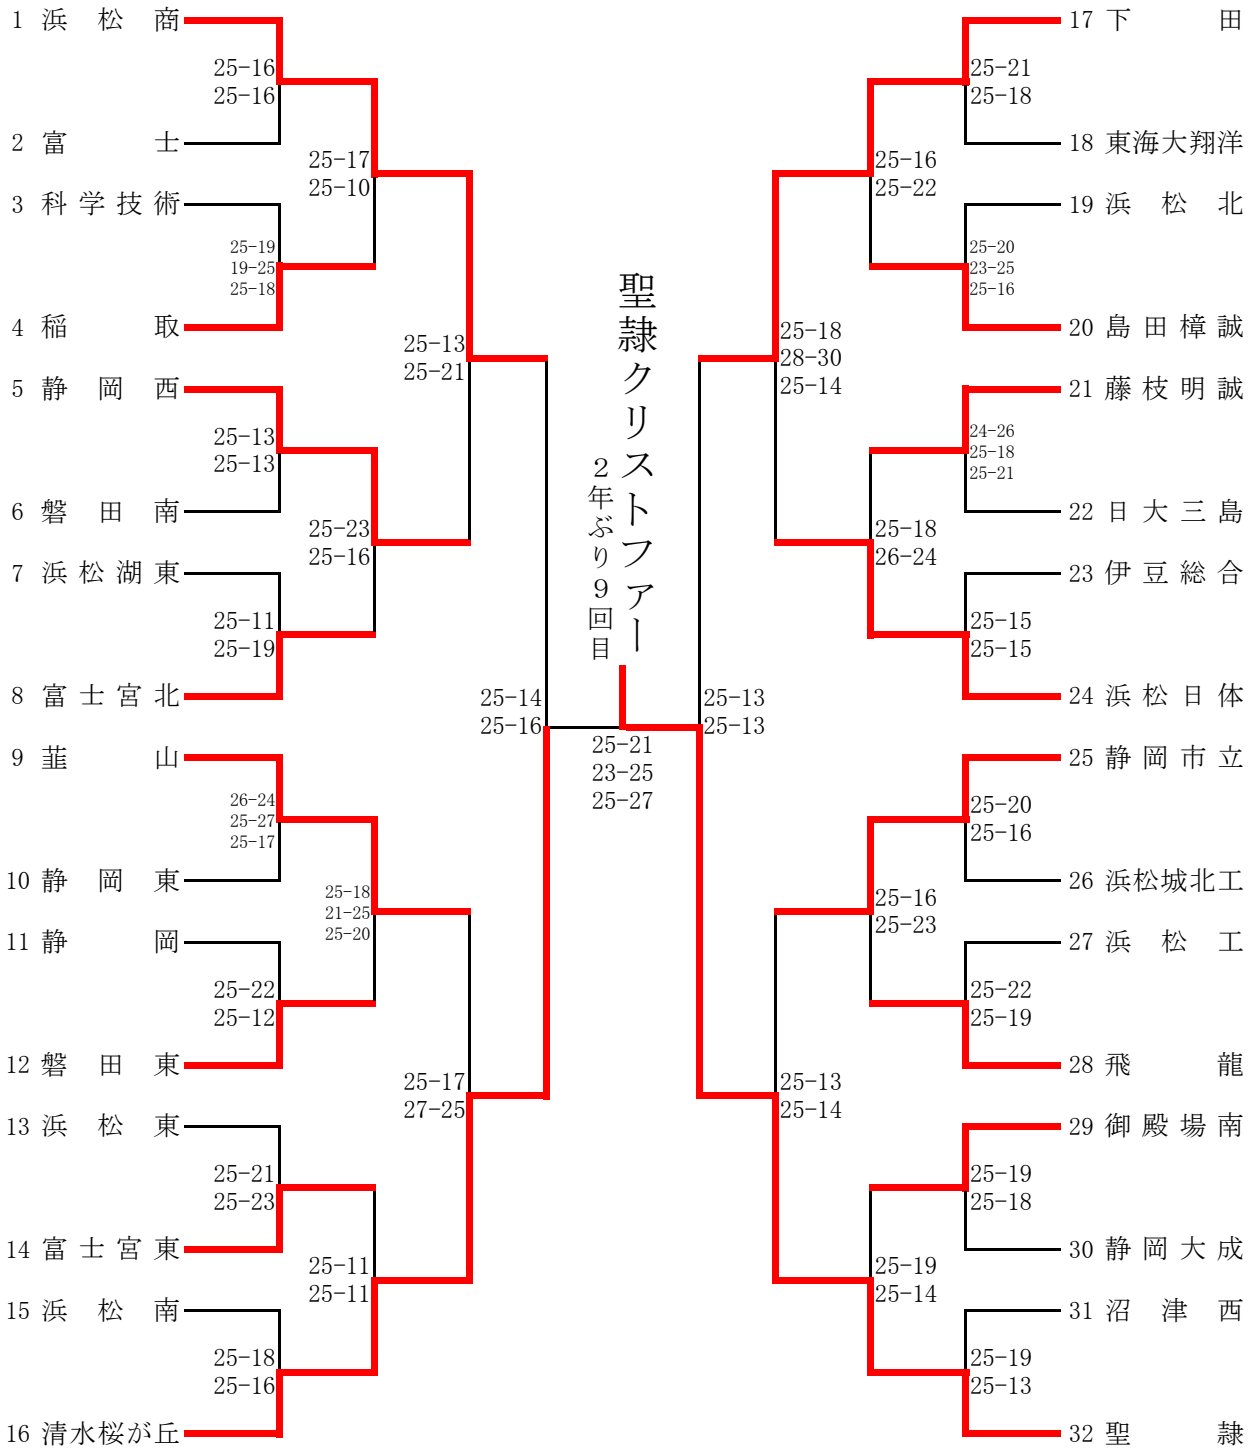 1 浜松商
25-16
25-16
2 富士
25-17
25-10
3 科学技術
25-19
19-25
25-18
4 稲取
25-13
25-21
5 静岡西
25-13
25-13
6 磐田南
25-23
25-16
7 浜松湖東
25-11
25-19
8 富士宮北
25-14
25-16
9 韮山
26-24
25-27
25-17
10 静岡東
25-18
21-25
25-20
11 静岡
25-22
25-12
12 磐田東
25-17
27-25
13 浜松東
25-21
25-23
14 富士宮東
25-11
25-11
15 浜松南
25-18
25-16
16 清水桜が丘
聖隷クリストファー
2年ぶり9回目
25-21
23-25
25-27
17 下田
25-21
25-18
18 東海大翔洋
25-16
25-22
19 浜松北
25-20
23-25
25-16
20 島田樟誠
25-18
28-30
25-14
21 藤枝明誠
24-26
25-18
25-21
22 日大三島
25-18
26-24
23 伊豆総合
25-15
25-15
24 浜松日体
25-13
25-13
25 静岡市立
25-20
25-16
26 浜松城北工
25-16
25-23
27 浜松工
25-22
25-19
28 飛龍
25-13
25-14
29 御殿場南
25-19
25-18
30 静岡大成
25-19
25-14
31 沼津西
25-19
25-13
32 聖隷